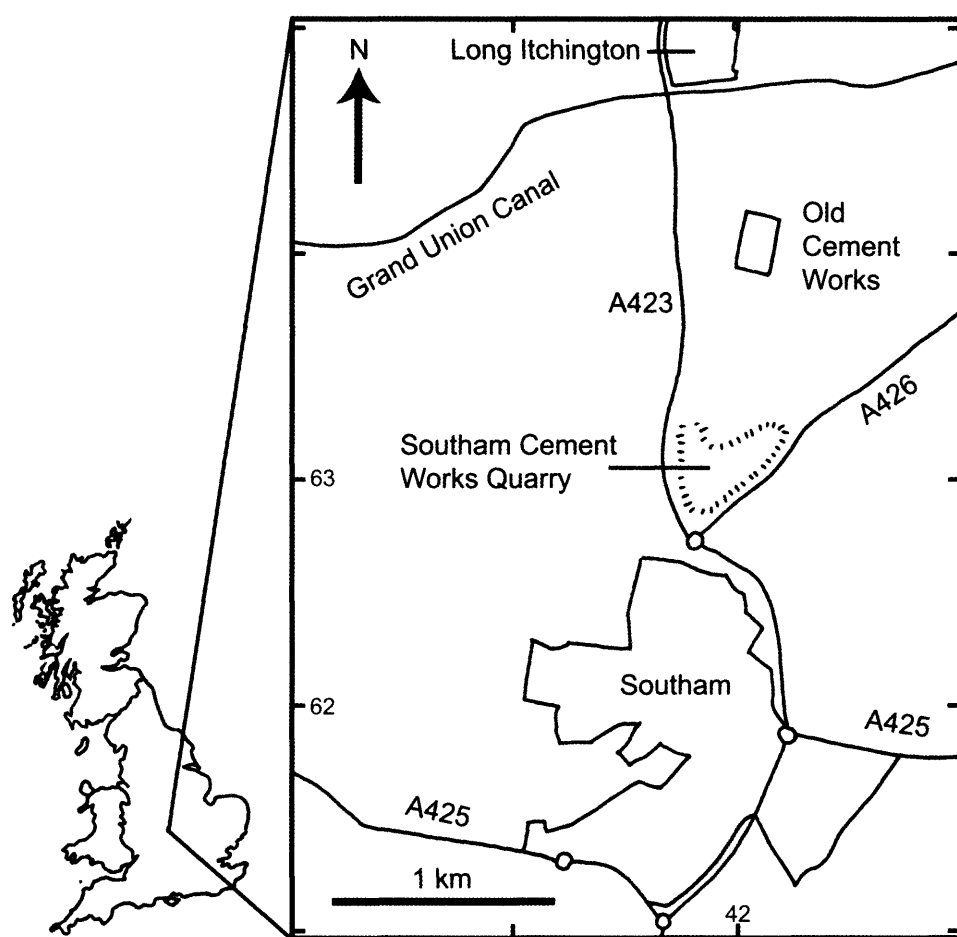 N
Long Itchington
Grand Union Canal
Old
Cement
Works
A423
A426
Southam Cement
Works Quarry
63
Southam
62
A425
A425
1 km
42